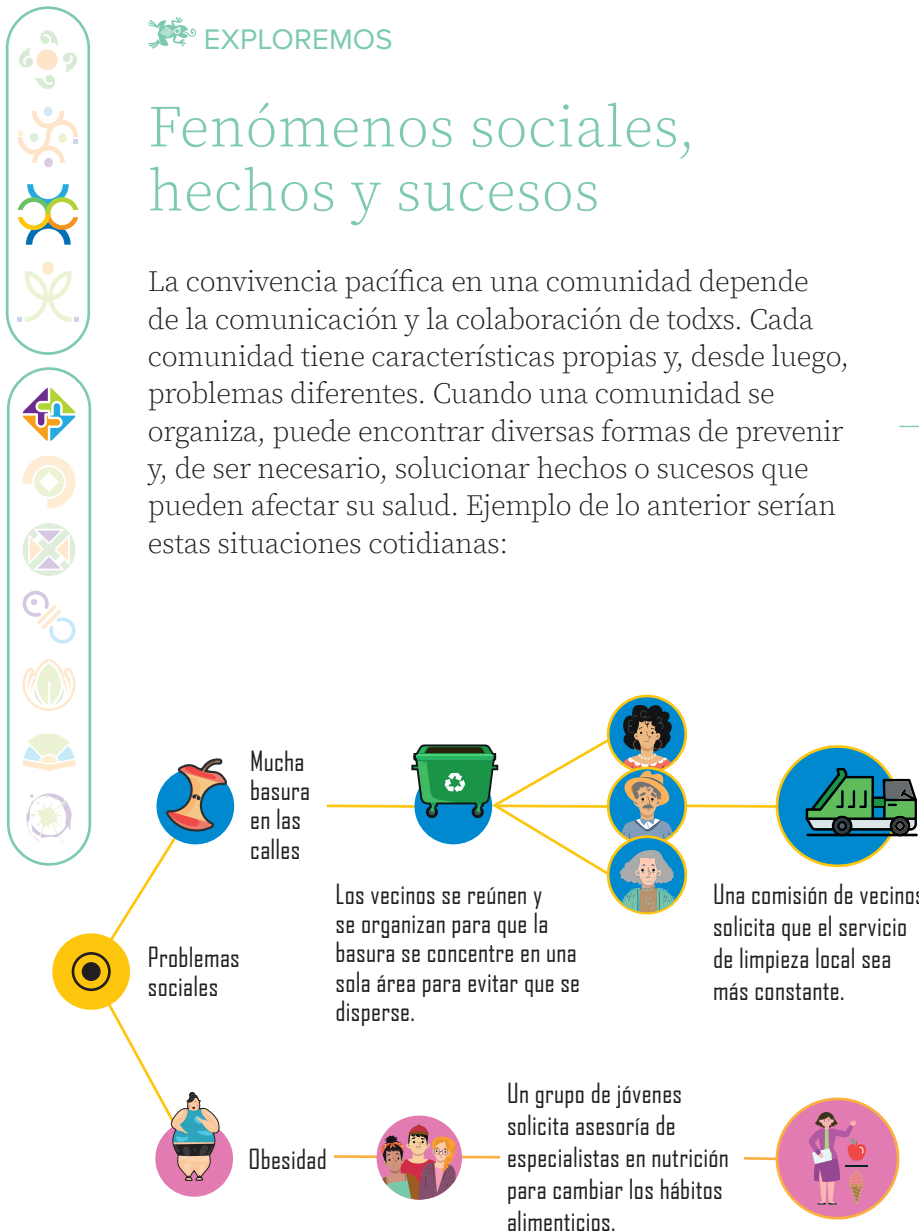 EXPLOREMOS
Fenómenos sociales,
hechos y sucesos
La convivencia pacífica en una comunidad depende
de la comunicación y la colaboración de todxs. Cada
comunidad tiene características propias y, desde luego,
problemas diferentes. Cuando una comunidad se
organiza, puede encontrar diversas formas de prevenir
y, de ser necesario, solucionar hechos o sucesos que
pueden afectar su salud. Ejemplo de lo anterior serían
estas situaciones cotidianas:
Mucha
basura
en las
calles
Los vecinos se reúnen y
se organizan para que la
basura se concentre en una
sola área para evitar que se
disperse.
Una comisión de vecinos
solicita que el servicio
de limpieza local sea
más constante.
Problemas
sociales
Obesidad
Un grupo de jóvenes
solicita asesoría de
especialistas en nutrición
para cambiar los hábitos
alimenticios.